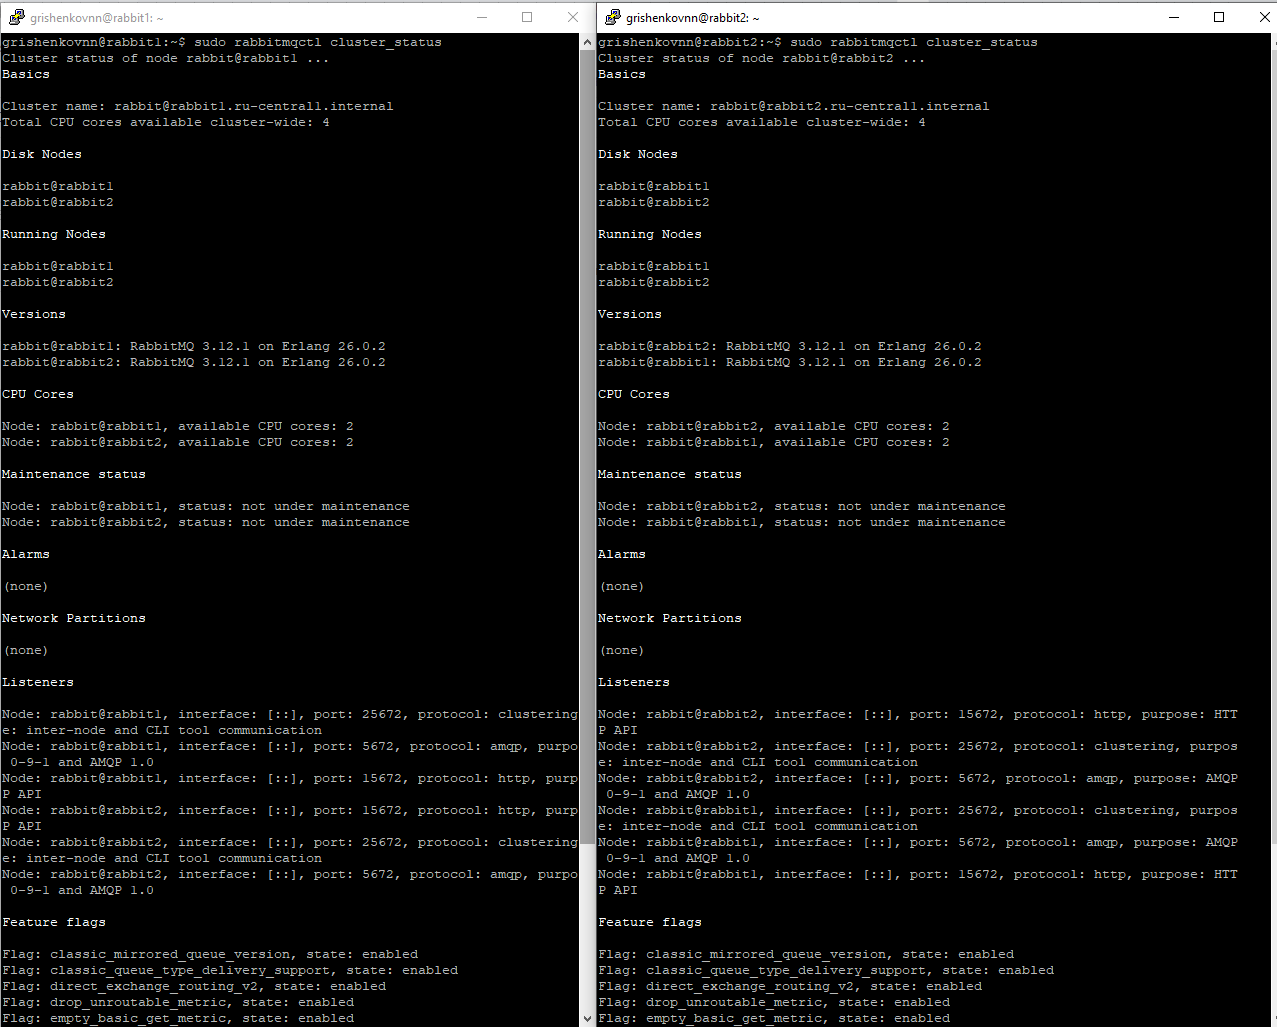 grishenkovnn@rabbit1: ~
grishenkovnn@rabbit1:~$ sudo rabbitmqctl cluster_status
Cluster status of node rabbit@rabbit1 ...
Basics
Cluster name: rabbit@rabbit1.ru-central1.internal
Total CPU cores available cluster-wide: 4
Disk Nodes
rabbit@rabbit1
rabbit@rabbit2
Running Nodes
rabbit@rabbit1
rabbit@rabbit2
Versions
rabbit@rabbit1: RabbitMQ 3.12.1 on Erlang 26.0.2
rabbit@rabbit2: RabbitMQ 3.12.1 on Erlang 26.0.2
CPU Cores
Node: rabbit@rabbit1, available CPU cores: 2
Node: rabbit@rabbit2, available CPU cores: 2
Maintenance status
Node: rabbit@rabbit1, status: not under maintenance
Node: rabbit@rabbit2, status: not under maintenance
Alarms
(none)
Network Partitions
(none)
Listeners
Node: rabbit@rabbit1, interface: [::], port: 25672, protocol: clustering
e: inter-node and CLI tool communication
Node: rabbit@rabbit1, interface: [::], port: 5672, protocol: amqp, purpo
0-9-1 and AMQP 1.0
Node: rabbit@rabbit1, interface: [::], port: 15672, protocol: http, purp
P API
Node: rabbit@rabbit2, interface: [::], port: 15672, protocol: http, purp
P API
Node: rabbit@rabbit2, interface: [::], port: 25672, protocol: clustering
e: inter-node and CLI tool communication
Node: rabbit@rabbit2, interface: [::], port: 5672, protocol: amqp, purpo
0-9-1 and AMQP 1.0
Feature flags
Flag: classic_mirrored_queue_version, state: enabled
Flag: classic_queue_type_delivery_support, state: enabled
Flag: direct_exchange_routing_v2, state: enabled
Flag: drop_unroutable_metric, state: enabled
Flag: empty_basic_get_metric, state: enabled
grishenkovnn@rabbit2: ~
grishenkovnn@rabbit2:~$ sudo rabbitmqctl cluster_status
Cluster status of node rabbit@rabbit2 ...
Basics
Cluster name: rabbit@rabbit2.ru-central1.internal
Total CPU cores available cluster-wide: 4
Disk Nodes
rabbit@rabbit1
rabbit@rabbit2
Running Nodes
rabbit@rabbit1
rabbit@rabbit2
Versions
rabbit@rabbit2: RabbitMQ 3.12.1 on Erlang 26.0.2
rabbit@rabbit1: RabbitMQ 3.12.1 on Erlang 26.0.2
CPU Cores
Node: rabbit@rabbit2, available CPU cores: 2
Node: rabbit@rabbit1, available CPU cores: 2
Maintenance status
Node: rabbit@rabbit2, status: not under maintenance
Node: rabbit@rabbit1, status: not under maintenance
Alarms
(none)
Network Partitions
(none)
Listeners
Node: rabbit@rabbit2, interface: [::], port: 15672, protocol: http, purpose: HTT
P API
Node: rabbit@rabbit2, interface: [::], port: 25672, protocol: clustering, purpos
e: inter-node and CLI tool communication
Node: rabbit@rabbit2, interface: [::], port: 5672, protocol: amqp, purpose: AMQP
0-9-1 and AMQP 1.0
Node: rabbit@rabbit1, interface: [::], port: 25672, protocol: clustering, purpos
e: inter-node and CLI tool communication
Node: rabbit@rabbit1, interface: [::], port: 5672, protocol: amqp, purpose: AMQP
0-9-1 and AMQP 1.0
Node: rabbit@rabbit1, interface: [::], port: 15672, protocol: http, purpose: HTT
P API
Feature flags
Flag: classic_mirrored_queue_version, state: enabled
Flag: classic_queue_type_delivery_support, state: enabled
Flag: direct_exchange_routing_v2, state: enabled
Flag: drop_unroutable_metric, state: enabled
Flag: empty_basic_get_metric, state: enabled